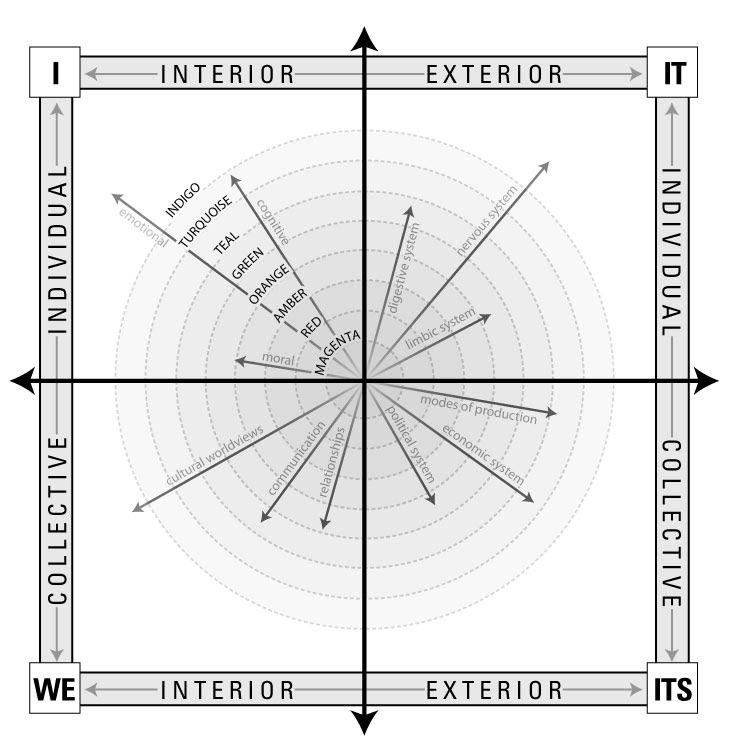 I
INTERIOR
EXTERIOR
IT
INDIVIDUAL
INDIVIDUAL
emotional
INDIGO
TURQUOISE
TEAL
GREEN
ORANGE
AMBER
RED
MAGENTA
cognitive
moral
digestive system
nervous system
limbic system
COLLECTIVE
COLLECTIVE
cultural worldviews
communication
relationships
political system
economic system
modes of production
WE
INTERIOR
EXTERIOR
ITS